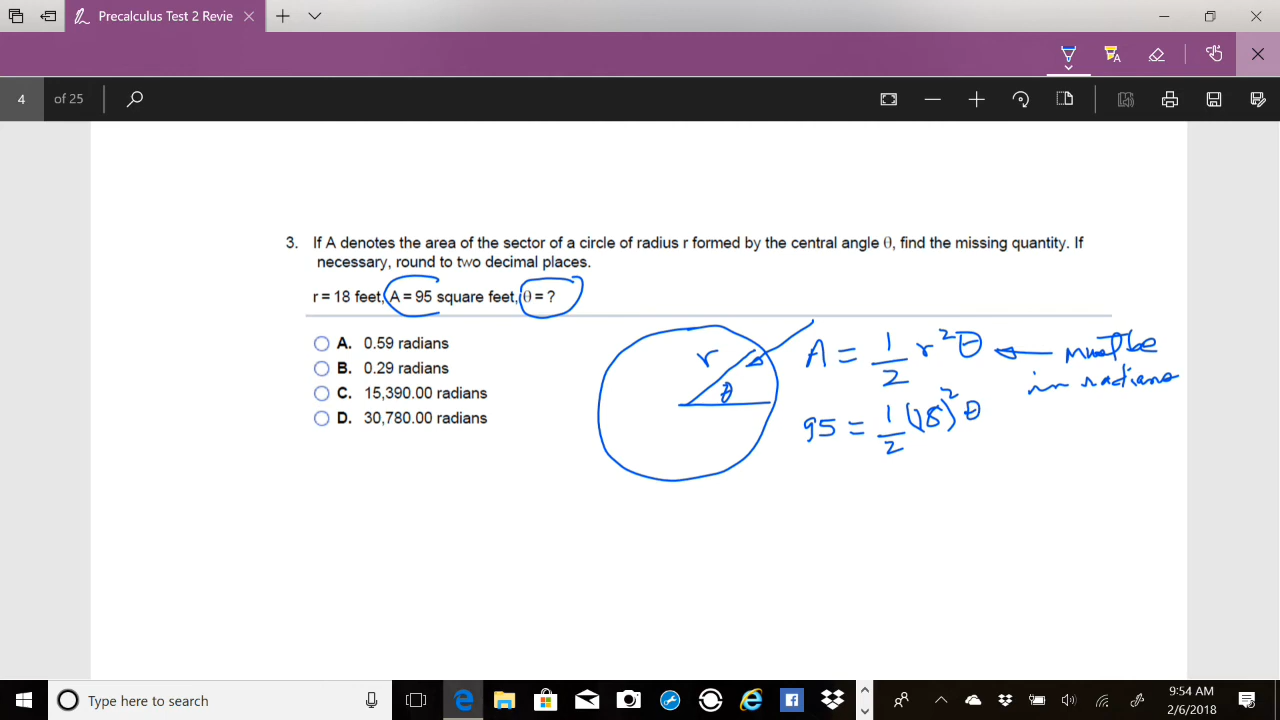 Precalculus Test 2 Revie
4 of 25
3. If A denotes the area of the sector of a circle of radius r formed by the central angle θ, find the missing quantity. If
necessary, round to two decimal places.
r = 18 feet, A = 95 square feet, θ = ?
A. 0.59 radians
B. 0.29 radians
C. 15,390.00 radians
D. 30,780.00 radians
r
θ
A = 1/2 r²θ ← must be
in radians
95 = 1/2 (18)² θ
Type here to search
9:54 AM
2/6/2018